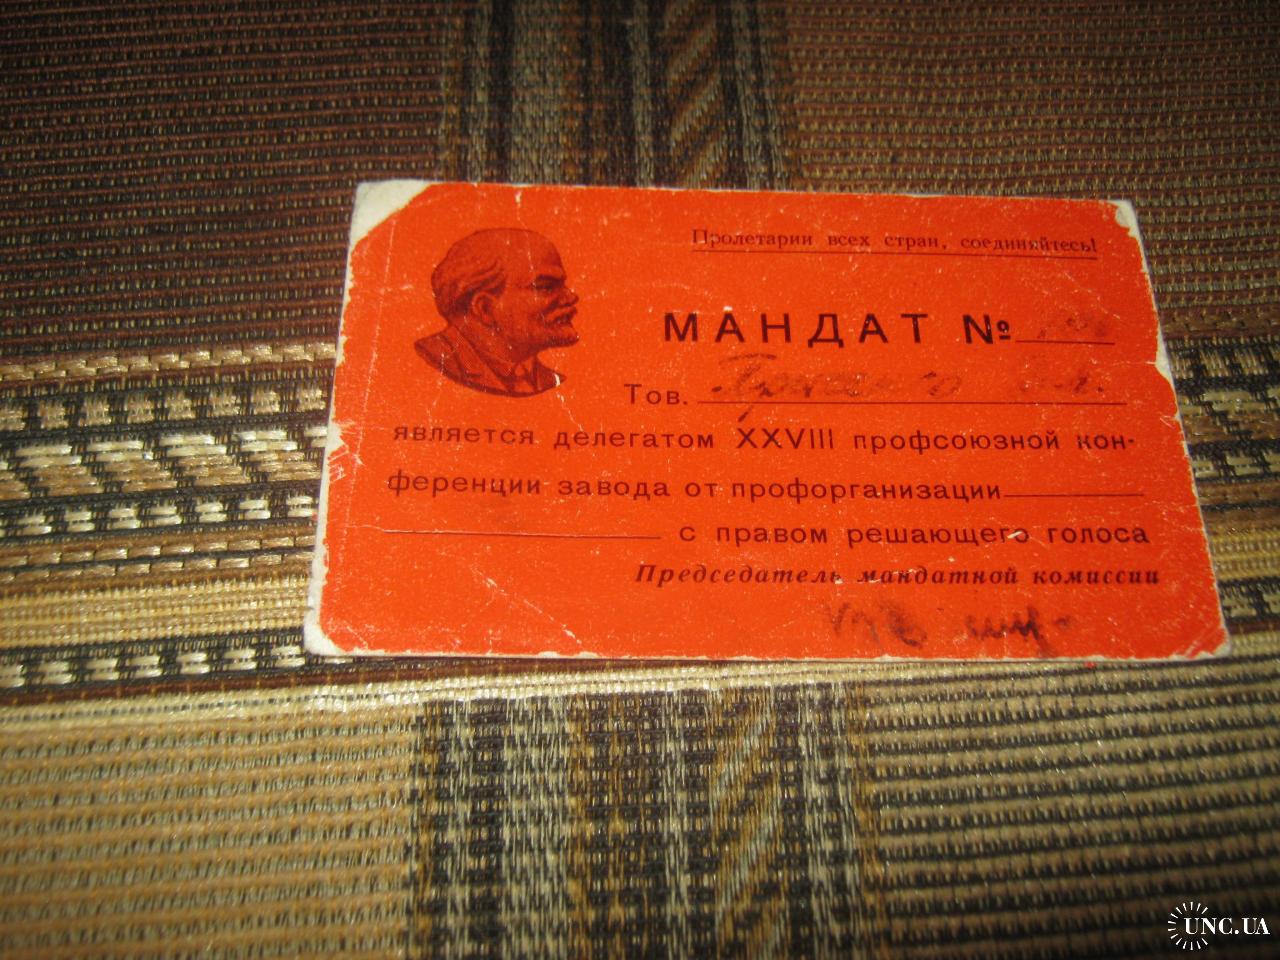 Пролетарии всех стран, соединяйтесь!
МАНДАТ №
Тов.
является делегатом XXVIII профсоюзной кон-
ференции завода от профорганизации
с правом решающего голоса
Председатель мандатной комиссии
UNC.UA